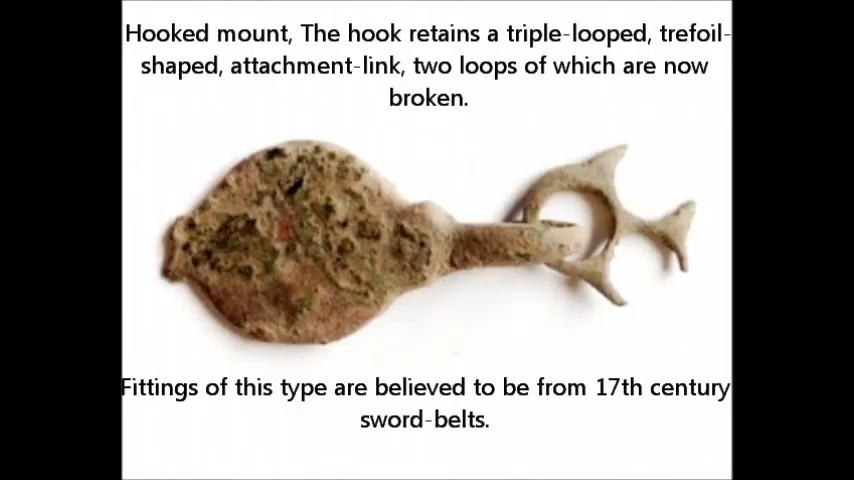 Hooked mount, The hook retains a triple-looped, trefoil-
shaped, attachment-link, two loops of which are now
broken.
Fittings of this type are believed to be from 17th century
sword-belts.